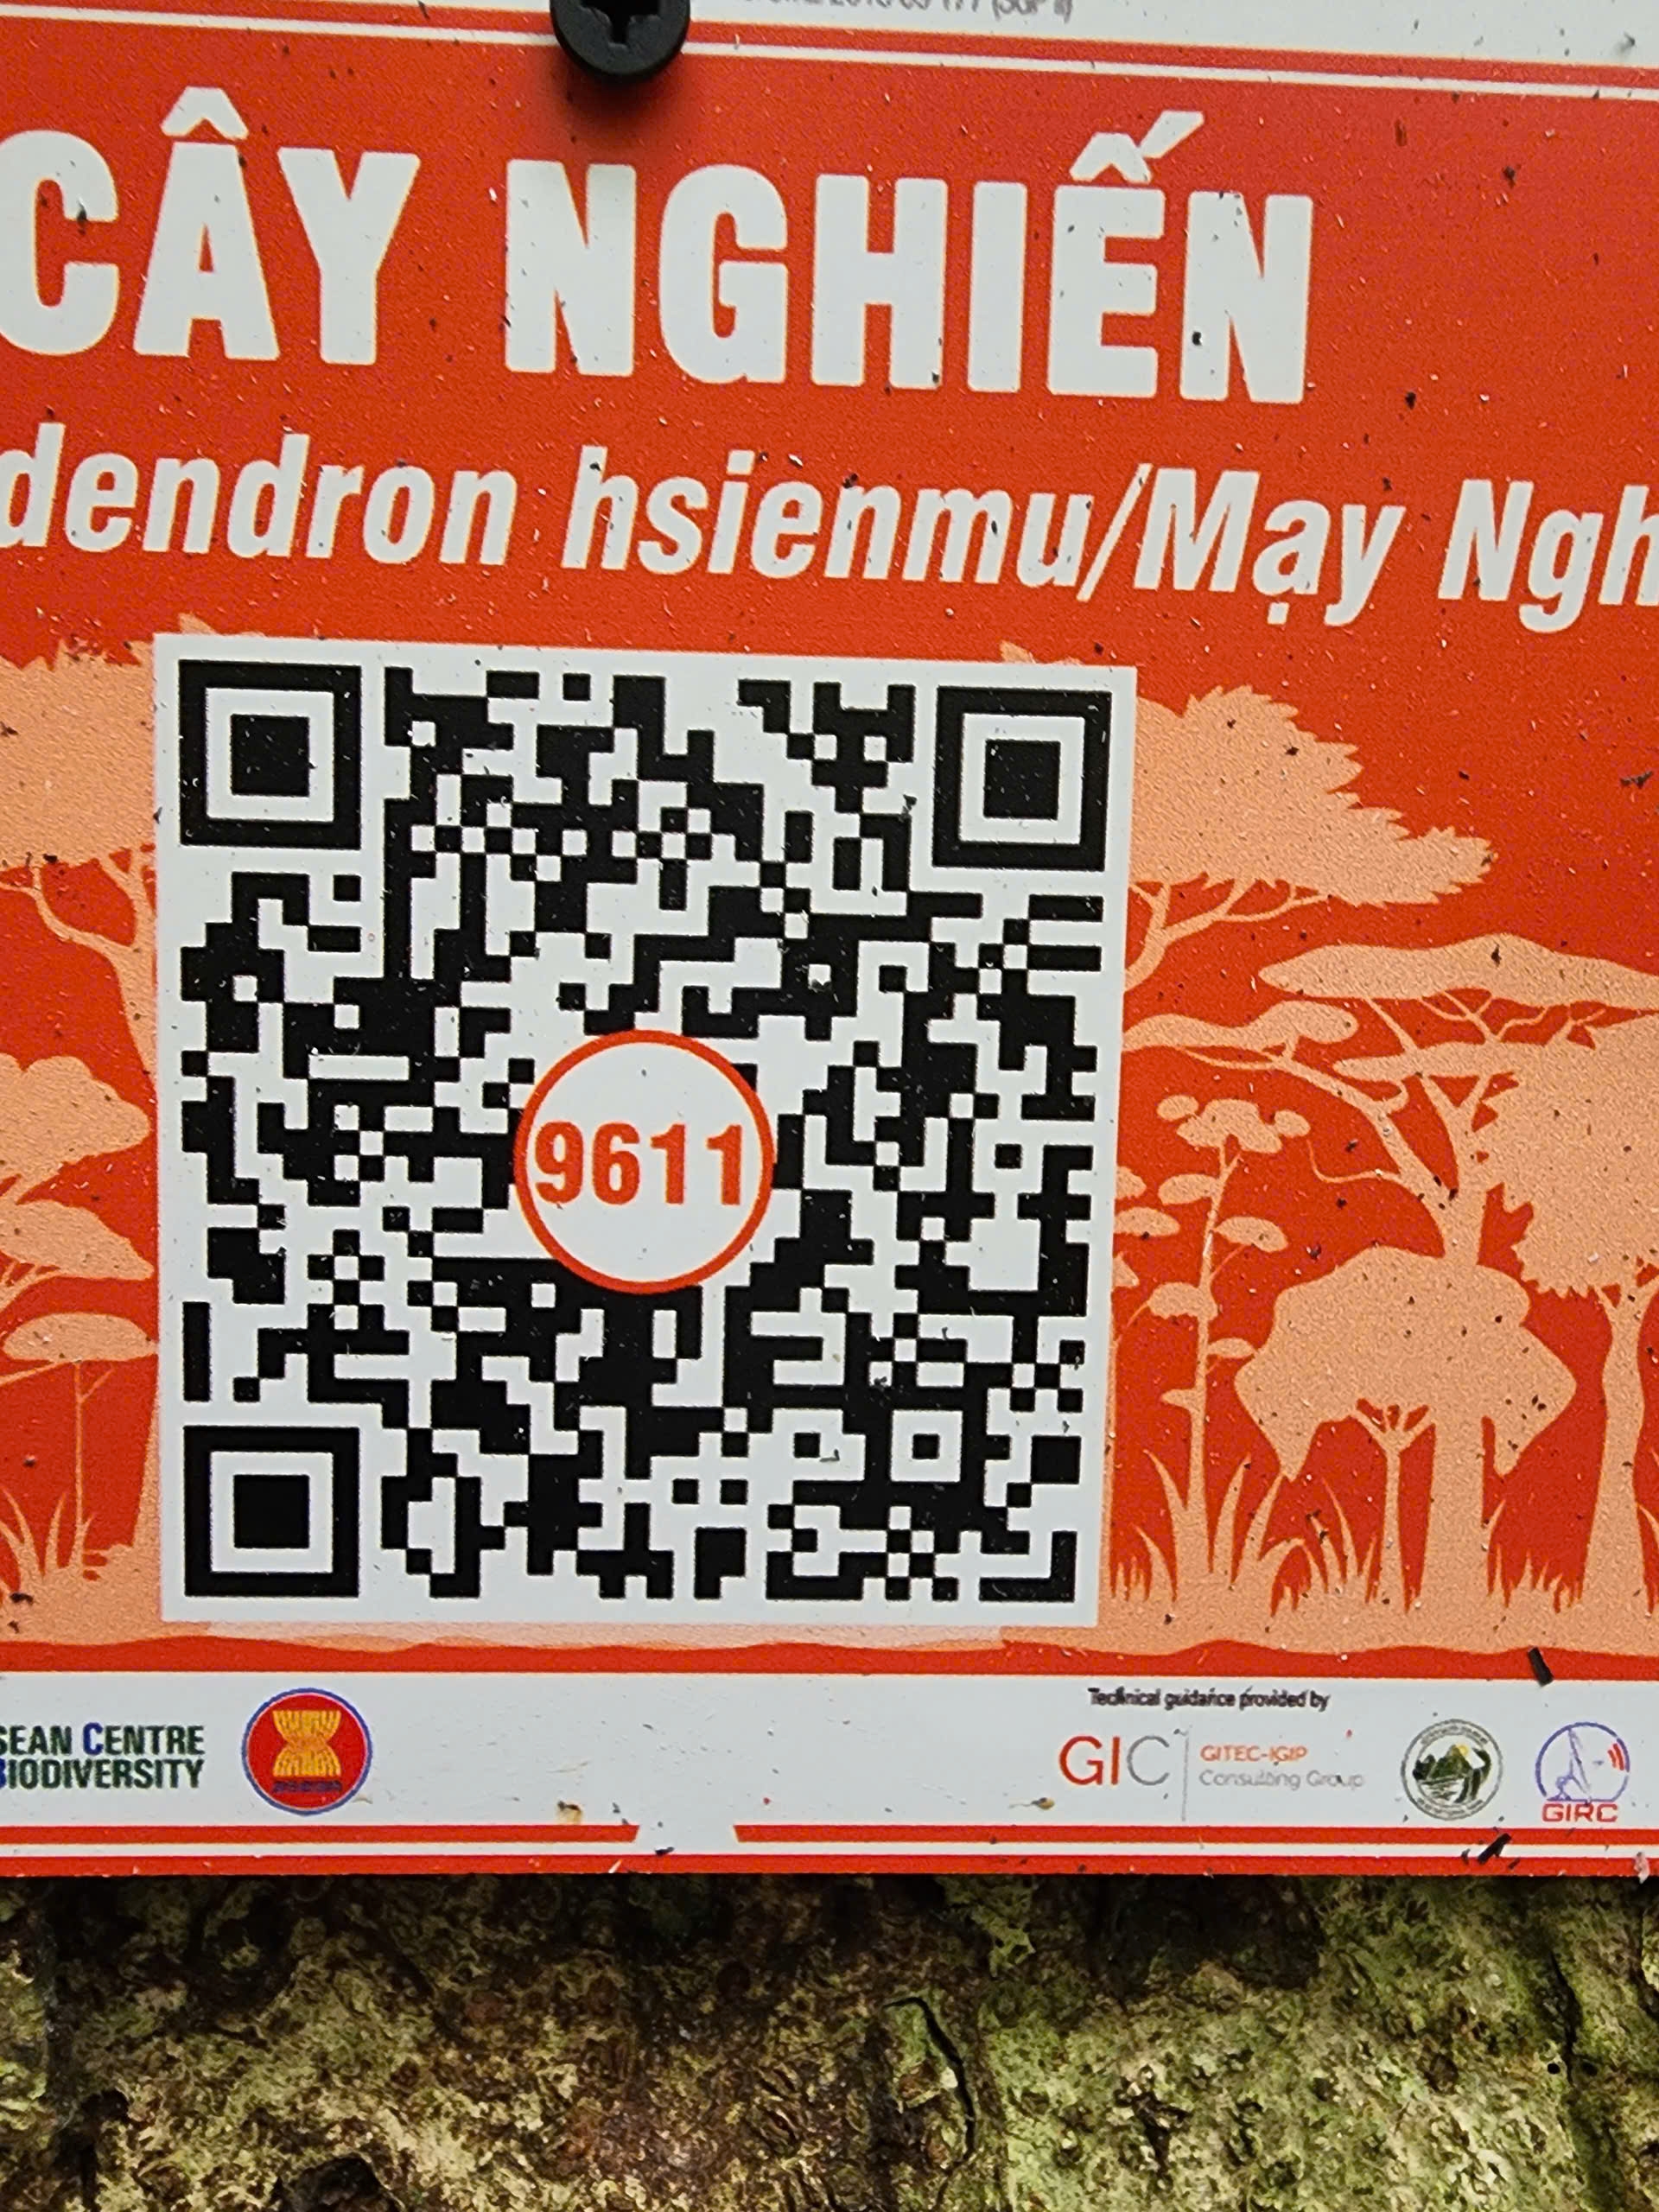 CÂY NGHIẾN
dendron hsienmu/Mạy Ngh
9611
SEAN CENTRE
BIODIVERSITY
Technical guidance provided by
GIC
GITEC-IGIP
Consulting Group
GIRC